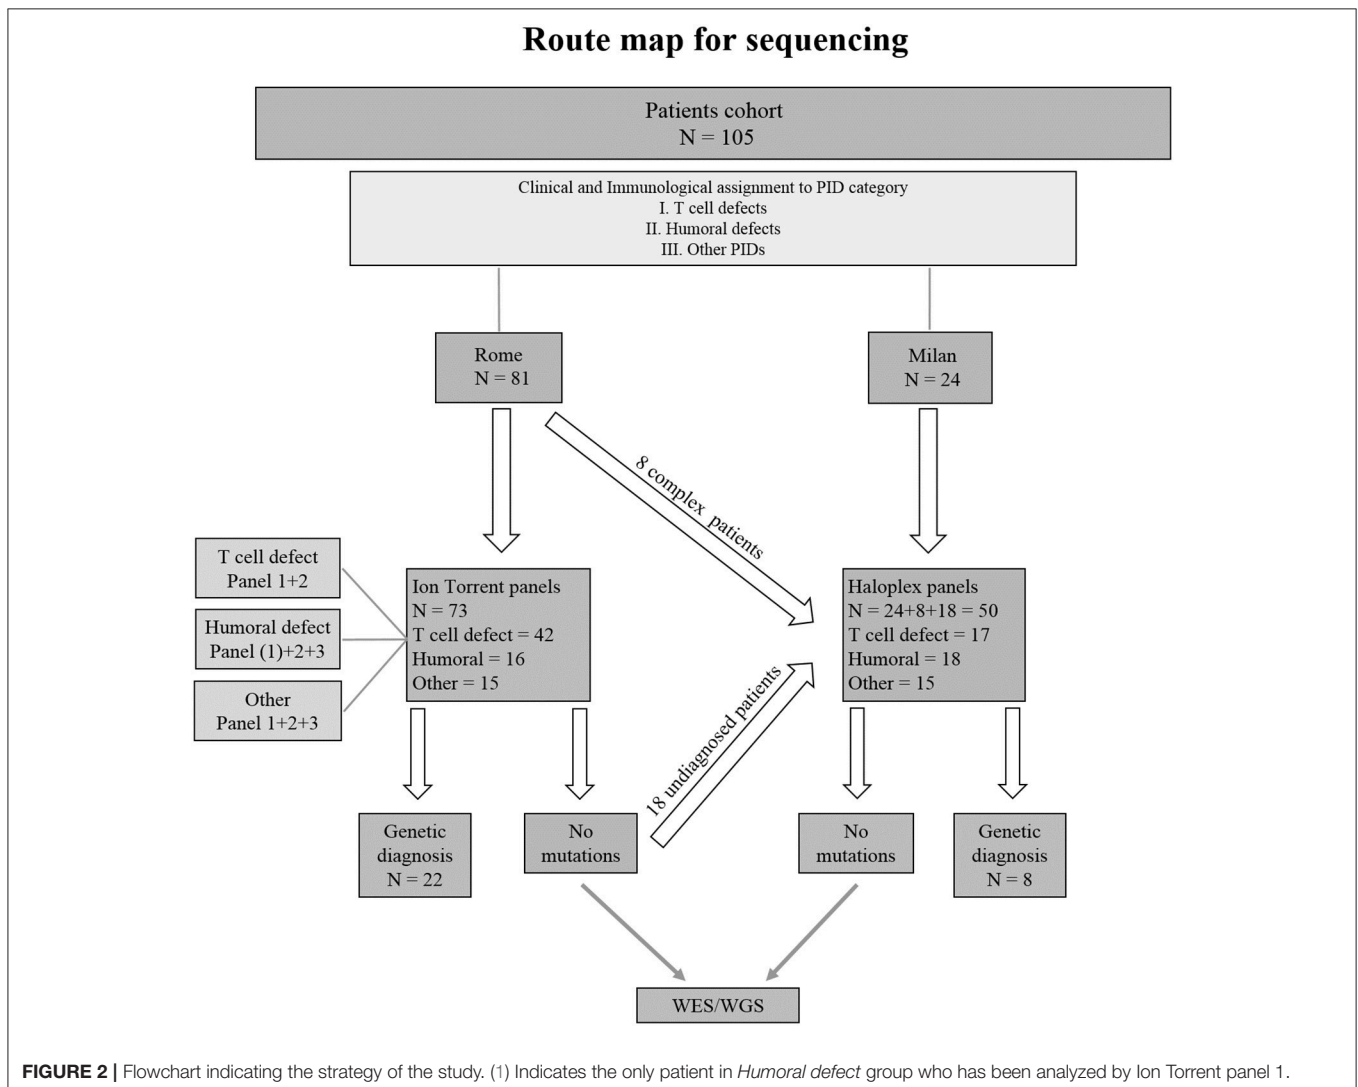 Route map for sequencing
Patients cohort
N = 105
Clinical and Immunological assignment to PID category
I. T cell defects
II. Humoral defects
III. Other PIDs
Rome
N = 81
Milan
N = 24
8 complex patients
T cell defect
Panel 1+2
Humoral defect
Panel (1)+2+3
Other
Panel 1+2+3
Ion Torrent panels
N = 73
T cell defect = 42
Humoral = 16
Other = 15
Haloplex panels
N = 24+8+18 = 50
T cell defect = 17
Humoral = 18
Other = 15
18 undiagnosed patients
Genetic
diagnosis
N = 22
No
mutations
No
mutations
Genetic
diagnosis
N = 8
WES/WGS
FIGURE 2 | Flowchart indicating the strategy of the study. (1) Indicates the only patient in Humoral defect group who has been analyzed by Ion Torrent panel 1.